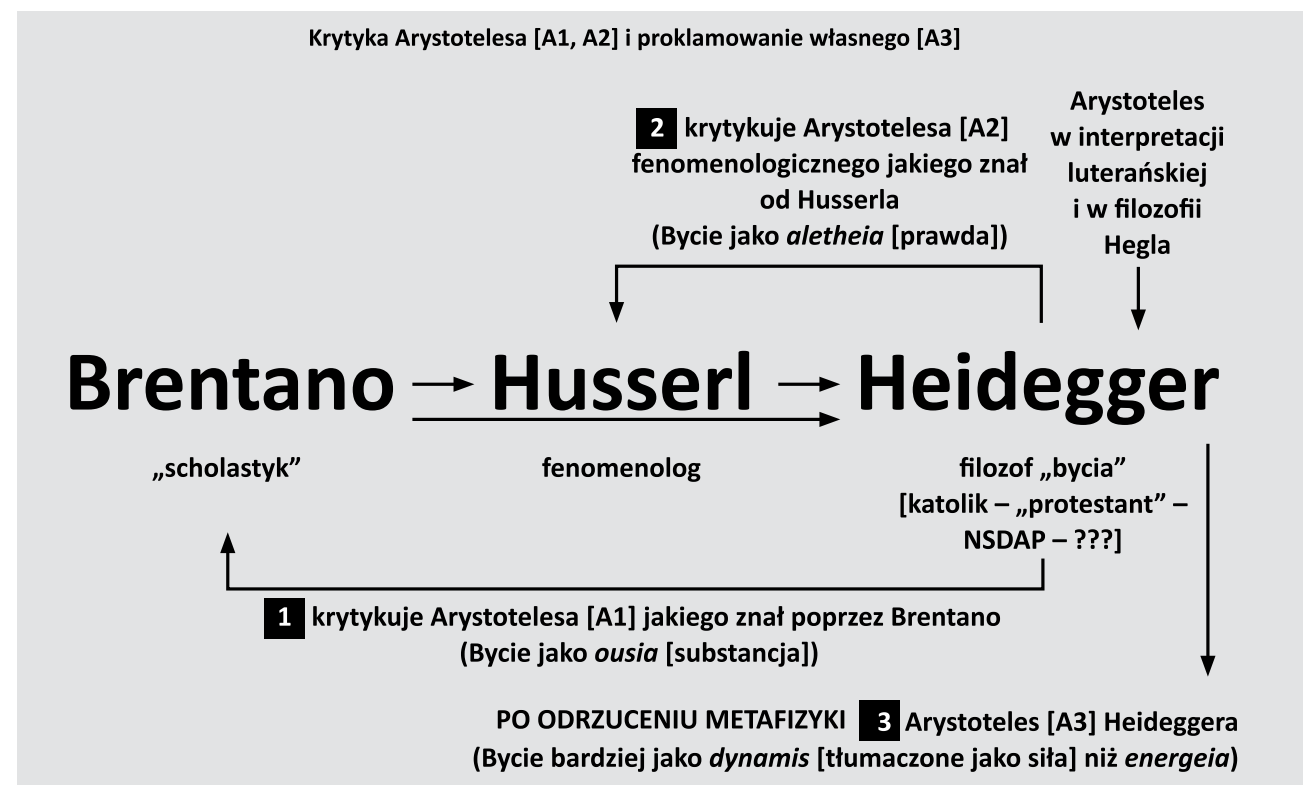 Krytyka Arystotelesa [A1, A2] i proklamowanie własnego [A3]
2 krytykuje Arystotelesa [A2]
fenomenologicznego jakiego znał
od Husserla
(Bycie jako aletheia [prawda])
Arystoteles
w interpretacji
luterańskiej
i w filozofii
Hegla
Brentano
Husserl
Heidegger
„scholastyk”
fenomenolog
filozof „bycia”
[katolik – „protestant” –
NSDAP – ???]
1 krytykuje Arystotelesa [A1] jakiego znał poprzez Brentano
(Bycie jako ousia [substancja])
PO ODRZUCENIU METAFIZYKI 3 Arystoteles [A3] Heideggera
(Bycie bardziej jako dynamis [tłumaczone jako siła] niż energeia)